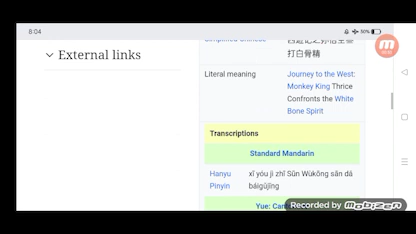 8:04
50%
External links
打白骨精
Literal meaning
Journey to the West:
Monkey King Thrice
Confronts the White
Bone Spirit
Transcriptions
Standard Mandarin
Hanyu
Pinyin
xī yóu jì zhī Sūn Wùkōng sān dǎ
báigǔjīng
Recorded by
MOBIZEN